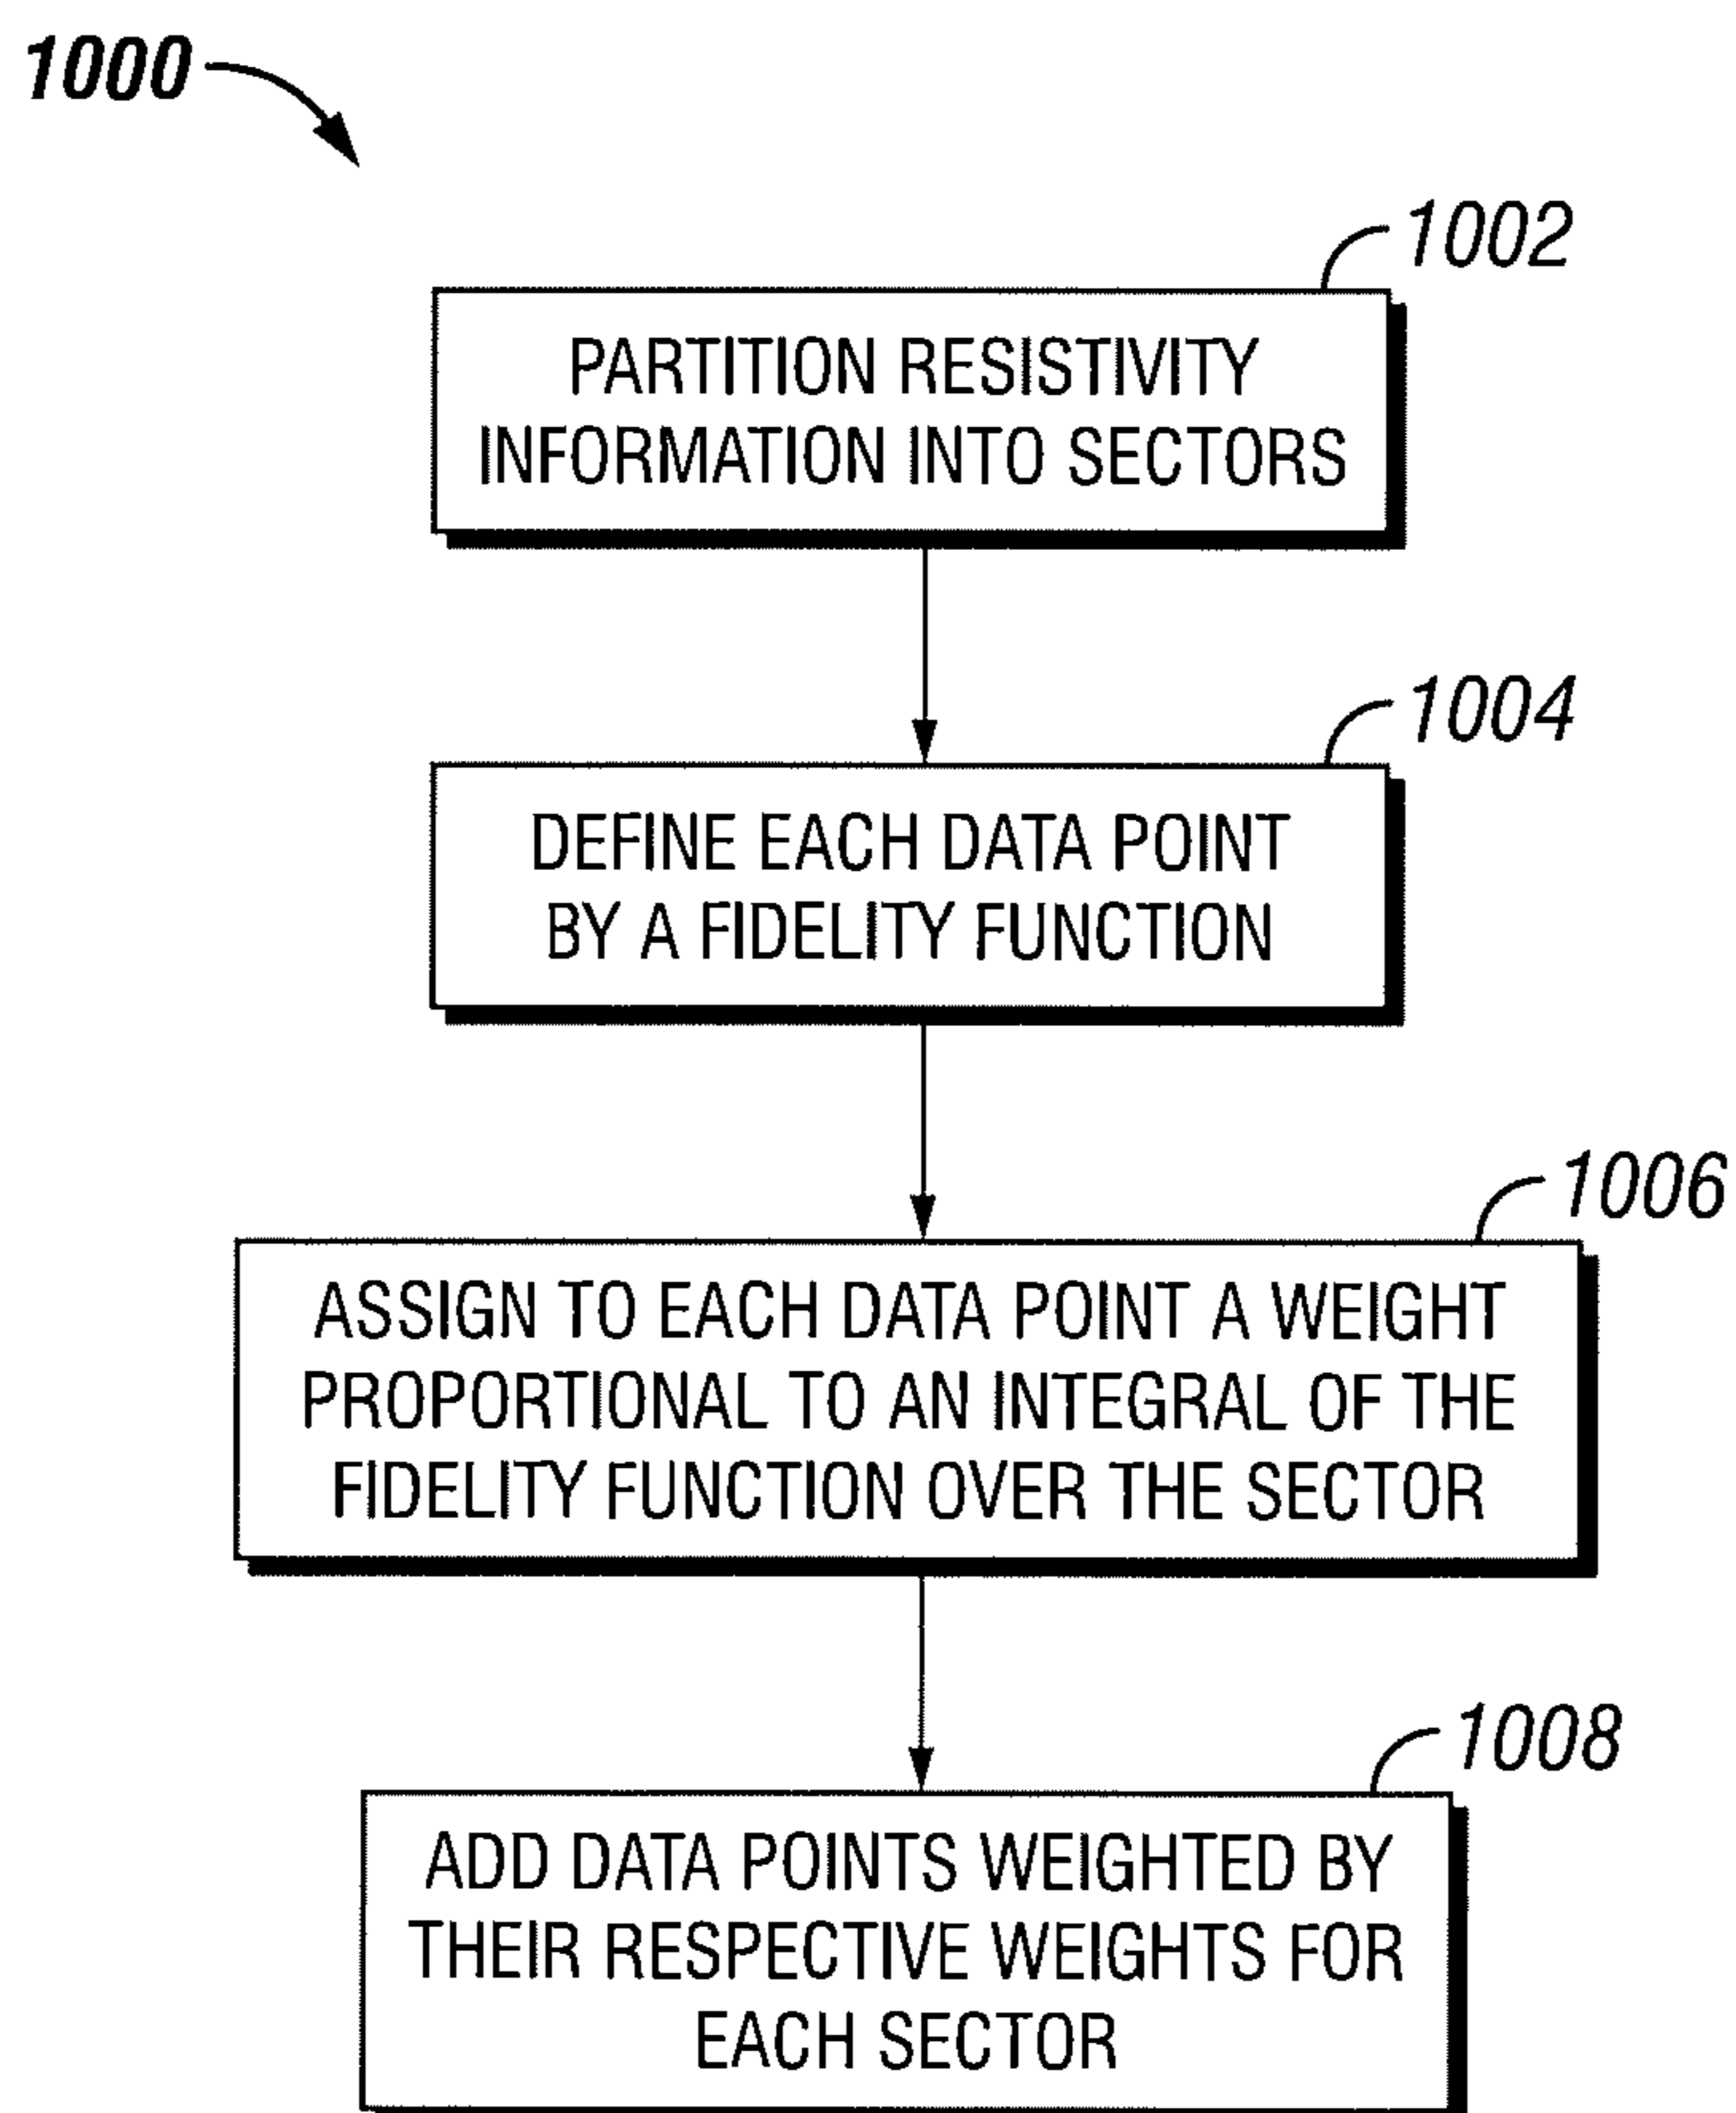 1000
1002
PARTITION RESISTIVITY
INFORMATION INTO SECTORS
1004
DEFINE EACH DATA POINT
BY A FIDELITY FUNCTION
1006
ASSIGN TO EACH DATA POINT A WEIGHT
PROPORTIONAL TO AN INTEGRAL OF THE
FIDELITY FUNCTION OVER THE SECTOR
1008
ADD DATA POINTS WEIGHTED BY
THEIR RESPECTIVE WEIGHTS FOR
EACH SECTOR